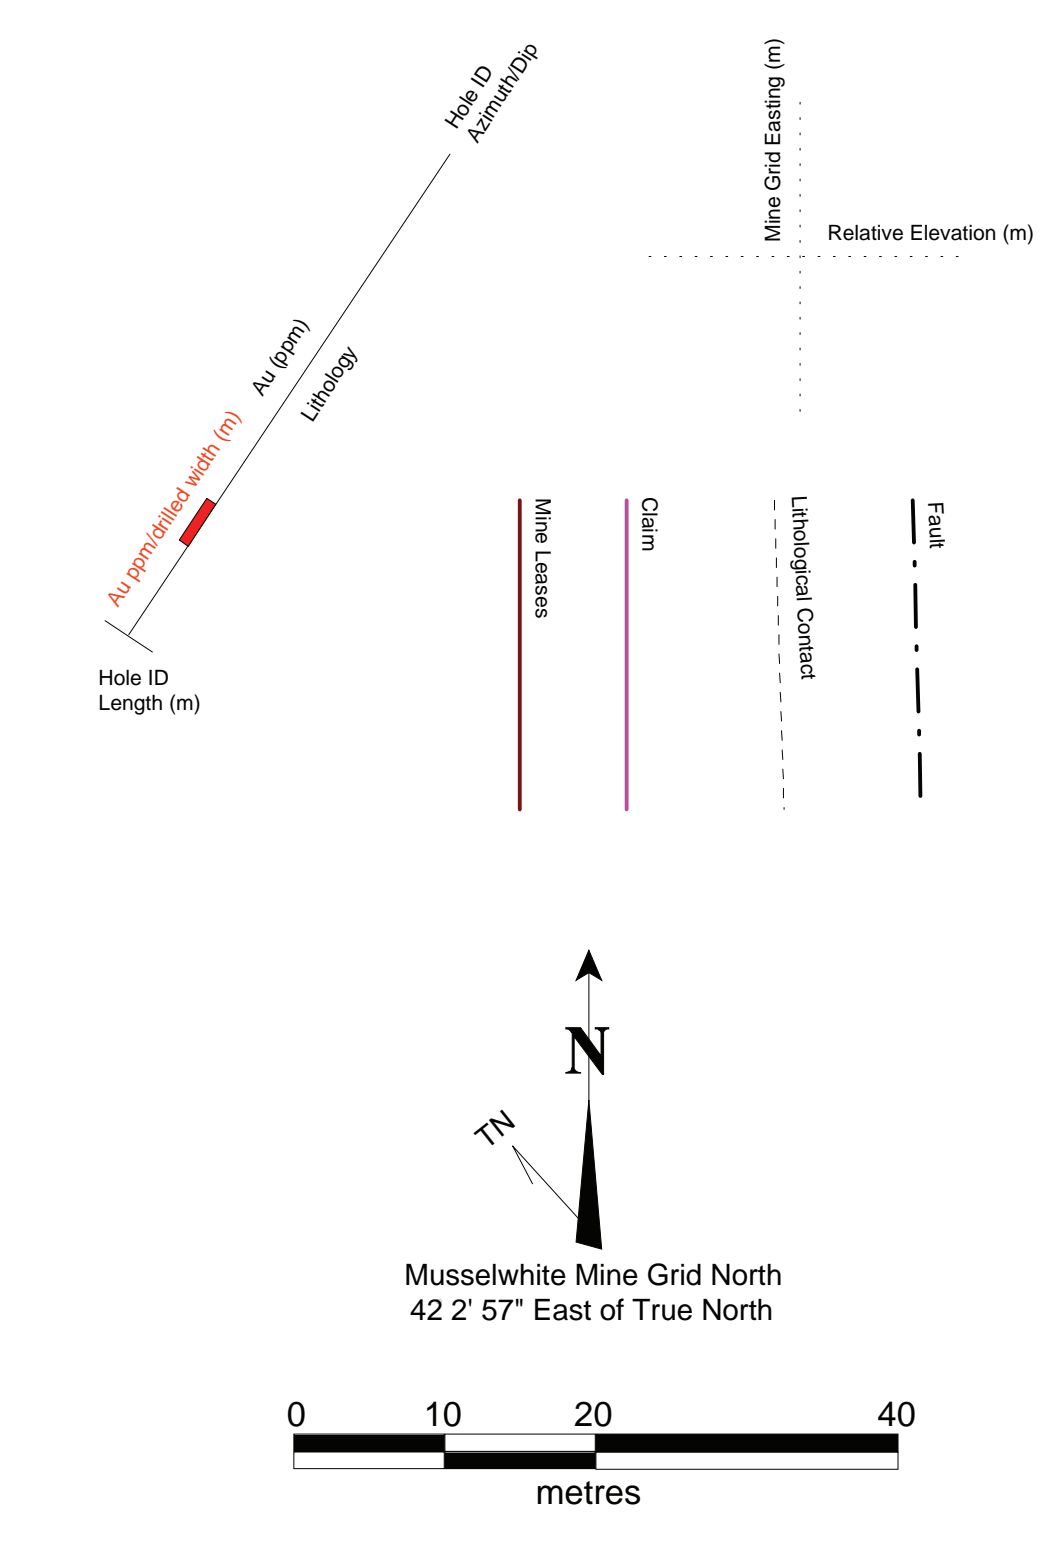 Hole ID
Azimuth/Dip
Mine Grid Easting (m)
Relative Elevation (m)
Au (ppm)
Lithology
Au ppm/drilled width (m)
Hole ID
Length (m)
Mine Leases
Claim
Lithological Contact
Fault
N
TN
Musselwhite Mine Grid North
42 2' 57" East of True North
0 10 20 40
metres